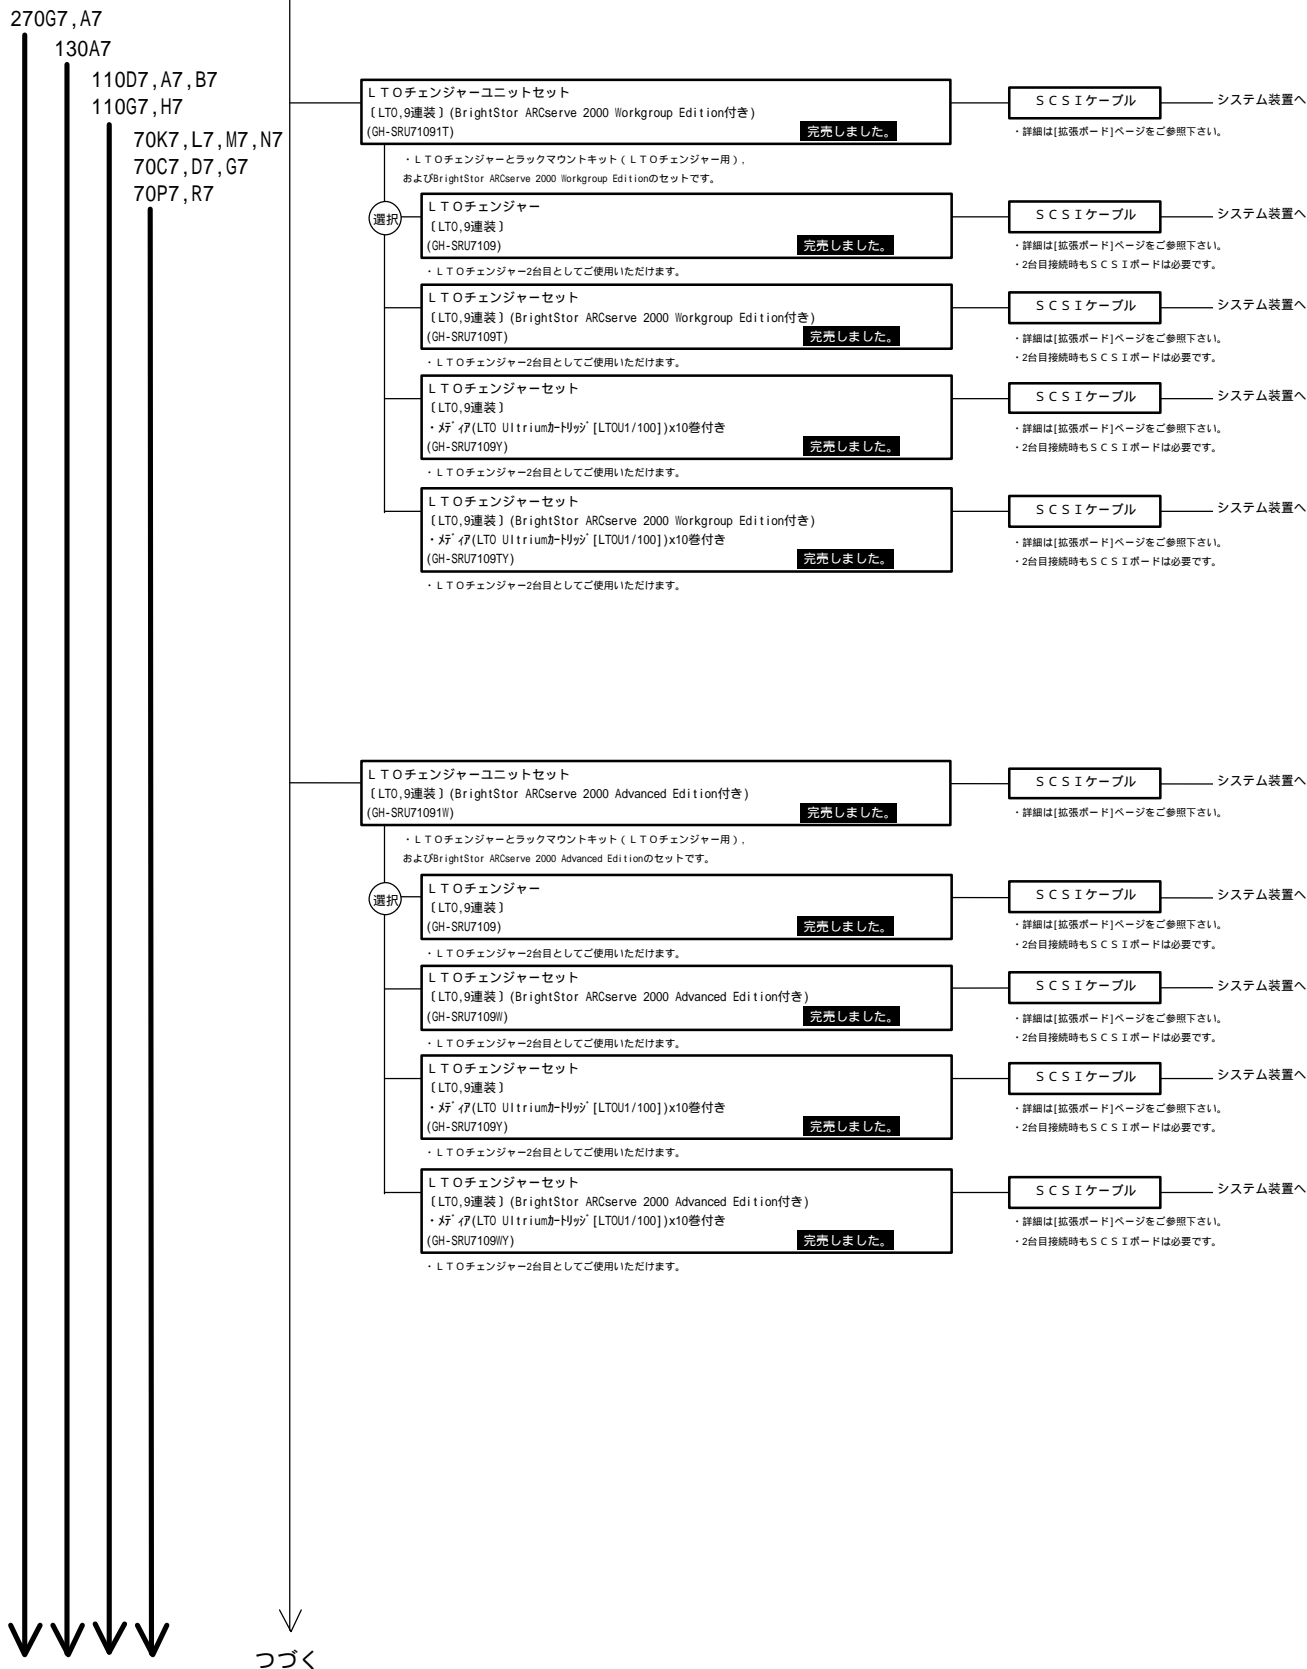 270G7,A7
130A7
110D7,A7,B7
110G7,H7
70K7,L7,M7,N7
70C7,D7,G7
70P7,R7
ＬＴＯチェンジャーユニットセット
〔LTO,9連装〕(BrightStor ARCserve 2000 Workgroup Edition付き)
(GH-SRU71091T) 完売しました。
ＳＣＳＩケーブル システム装置へ
・詳細は[拡張ボード]ページをご参照下さい。
・ＬＴＯチェンジャーとラックマウントキット（ＬＴＯチェンジャー用）,
およびBrightStor ARCserve 2000 Workgroup Editionのセットです。
選択
ＬＴＯチェンジャー
〔LTO,9連装〕
(GH-SRU7109) 完売しました。
ＳＣＳＩケーブル システム装置へ
・詳細は[拡張ボード]ページをご参照下さい。
・2台目接続時もＳＣＳＩボードは必要です。
・ＬＴＯチェンジャー2台目としてご使用いただけます。
ＬＴＯチェンジャーセット
〔LTO,9連装〕(BrightStor ARCserve 2000 Workgroup Edition付き)
(GH-SRU7109T) 完売しました。
ＳＣＳＩケーブル システム装置へ
・詳細は[拡張ボード]ページをご参照下さい。
・2台目接続時もＳＣＳＩボードは必要です。
・ＬＴＯチェンジャー2台目としてご使用いただけます。
ＬＴＯチェンジャーセット
〔LTO,9連装〕
・ﾒﾃﾞｨｱ(LTO Ultriumｶｰﾄﾘｯｼﾞ[LTOU1/100])x10巻付き
(GH-SRU7109Y) 完売しました。
ＳＣＳＩケーブル システム装置へ
・詳細は[拡張ボード]ページをご参照下さい。
・2台目接続時もＳＣＳＩボードは必要です。
・ＬＴＯチェンジャー2台目としてご使用いただけます。
ＬＴＯチェンジャーセット
〔LTO,9連装〕(BrightStor ARCserve 2000 Workgroup Edition付き)
・ﾒﾃﾞｨｱ(LTO Ultriumｶｰﾄﾘｯｼﾞ[LTOU1/100])x10巻付き
(GH-SRU7109TY) 完売しました。
ＳＣＳＩケーブル システム装置へ
・詳細は[拡張ボード]ページをご参照下さい。
・2台目接続時もＳＣＳＩボードは必要です。
・ＬＴＯチェンジャー2台目としてご使用いただけます。
ＬＴＯチェンジャーユニットセット
〔LTO,9連装〕(BrightStor ARCserve 2000 Advanced Edition付き)
(GH-SRU71091W) 完売しました。
ＳＣＳＩケーブル システム装置へ
・詳細は[拡張ボード]ページをご参照下さい。
・ＬＴＯチェンジャーとラックマウントキット（ＬＴＯチェンジャー用）,
およびBrightStor ARCserve 2000 Advanced Editionのセットです。
選択
ＬＴＯチェンジャー
〔LTO,9連装〕
(GH-SRU7109) 完売しました。
ＳＣＳＩケーブル システム装置へ
・詳細は[拡張ボード]ページをご参照下さい。
・2台目接続時もＳＣＳＩボードは必要です。
・ＬＴＯチェンジャー2台目としてご使用いただけます。
ＬＴＯチェンジャーセット
〔LTO,9連装〕(BrightStor ARCserve 2000 Advanced Edition付き)
(GH-SRU7109W) 完売しました。
ＳＣＳＩケーブル システム装置へ
・詳細は[拡張ボード]ページをご参照下さい。
・2台目接続時もＳＣＳＩボードは必要です。
・ＬＴＯチェンジャー2台目としてご使用いただけます。
ＬＴＯチェンジャーセット
〔LTO,9連装〕
・ﾒﾃﾞｨｱ(LTO Ultriumｶｰﾄﾘｯｼﾞ[LTOU1/100])x10巻付き
(GH-SRU7109Y) 完売しました。
ＳＣＳＩケーブル システム装置へ
・詳細は[拡張ボード]ページをご参照下さい。
・2台目接続時もＳＣＳＩボードは必要です。
・ＬＴＯチェンジャー2台目としてご使用いただけます。
ＬＴＯチェンジャーセット
〔LTO,9連装〕(BrightStor ARCserve 2000 Advanced Edition付き)
・ﾒﾃﾞｨｱ(LTO Ultriumｶｰﾄﾘｯｼﾞ[LTOU1/100])x10巻付き
(GH-SRU7109WY) 完売しました。
ＳＣＳＩケーブル システム装置へ
・詳細は[拡張ボード]ページをご参照下さい。
・2台目接続時もＳＣＳＩボードは必要です。
・ＬＴＯチェンジャー2台目としてご使用いただけます。
つづく